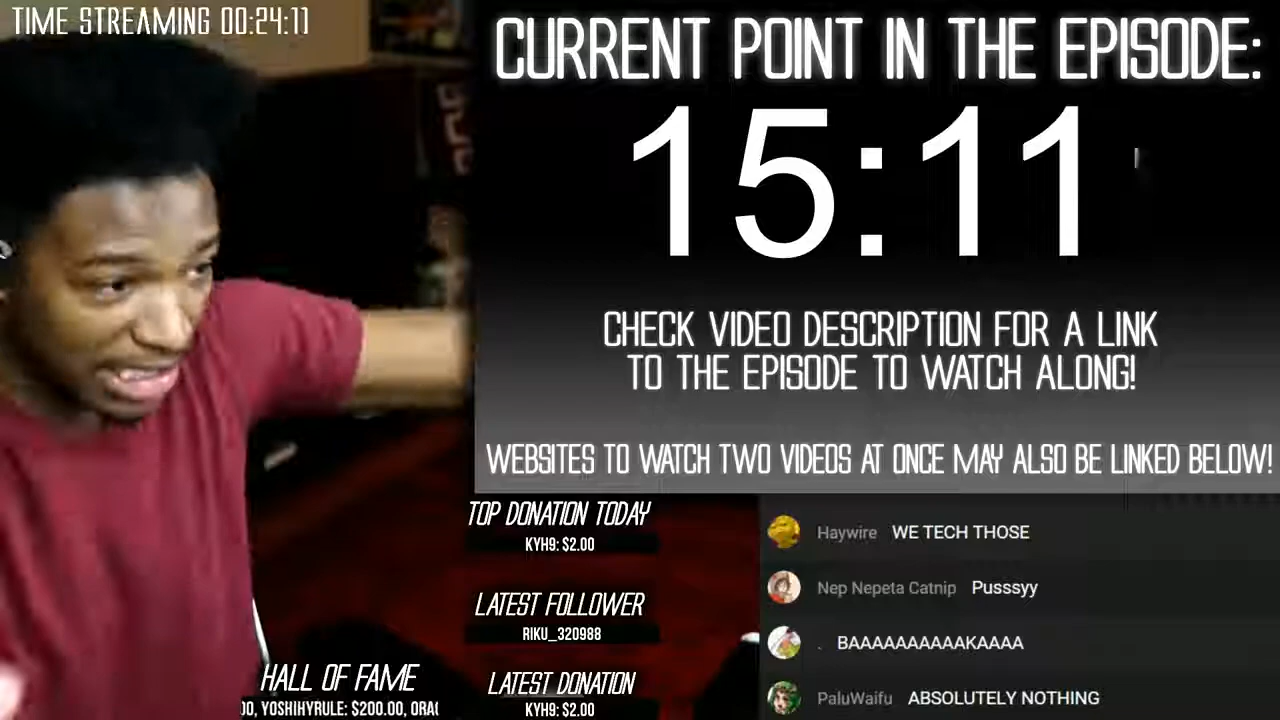 TIME STREAMING 00:24:11
CURRENT POINT IN THE EPISODE:
15:11
CHECK VIDEO DESCRIPTION FOR A LINK
TO THE EPISODE TO WATCH ALONG!
WEBSITES TO WATCH TWO VIDEOS AT ONCE MAY ALSO BE LINKED BELOW!
TOP DONATION TODAY
KYH9: $2.00
LATEST FOLLOWER
RIKU_320988
LATEST DONATION
KYH9: $2.00
HALL OF FAME
00, YOSHIHYRULE: $200.00, ORA
Haywire WE TECH THOSE
Nep Nepeta Catnip Pusssyy
. BAAAAAAAAAAKAAAA
PaluWaifu ABSOLUTELY NOTHING